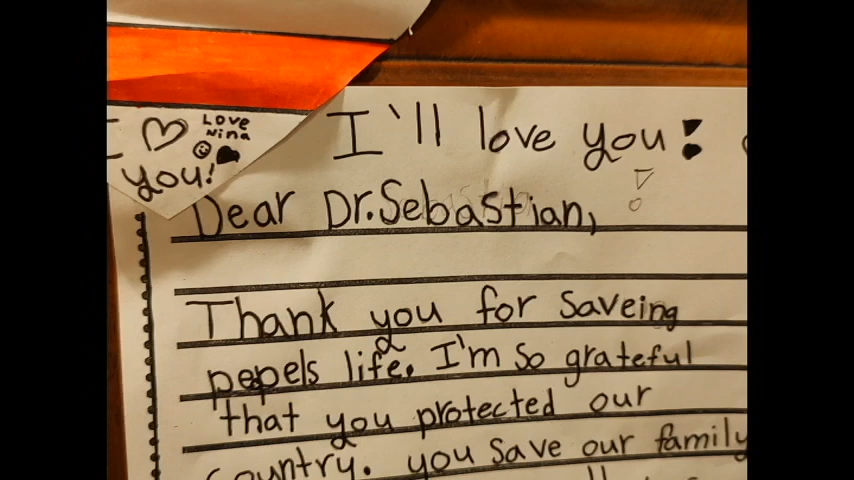 I ♡ Love
Nina
you!
I'll love you
Dear Dr.Sebastian,
Thank you for saveing
pepels life. I'm so grateful
that you protected our
country. you save our family